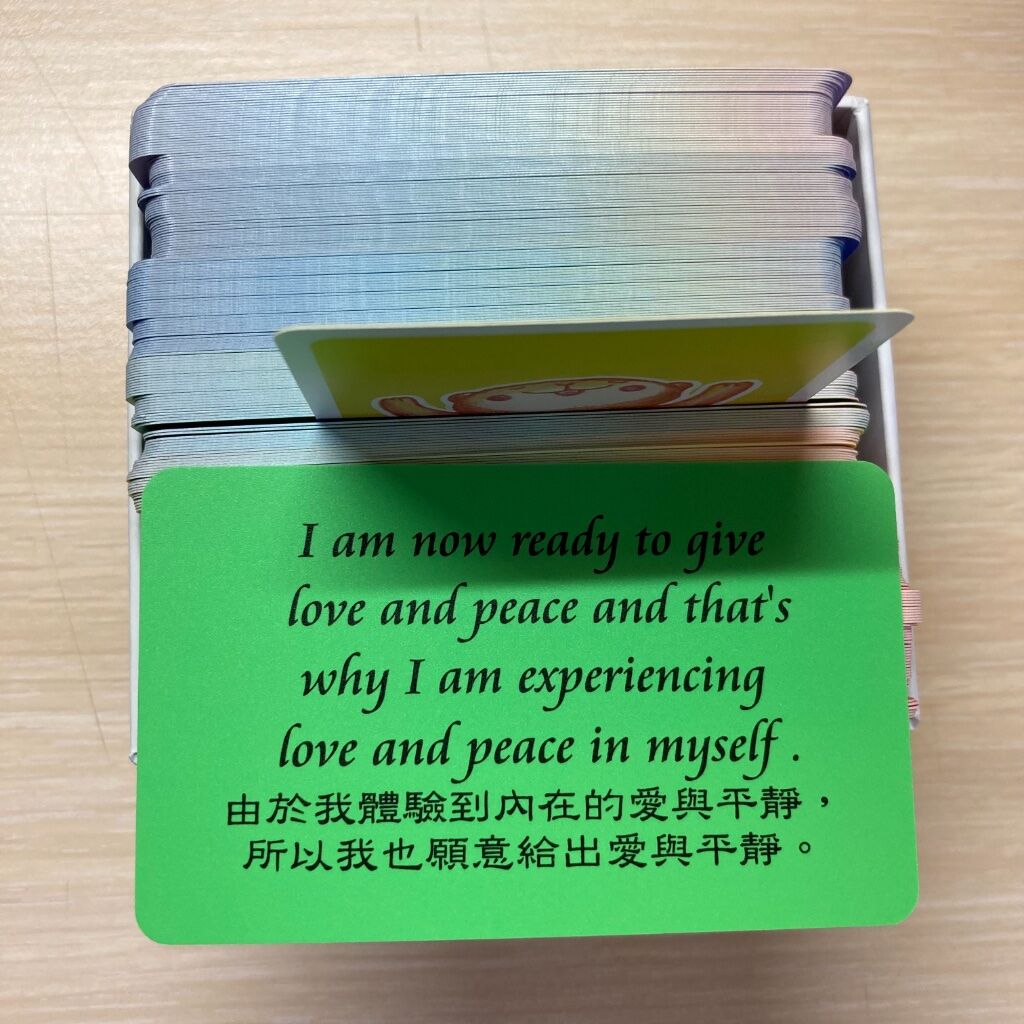 I am now ready to give
love and peace and that's
why I am experiencing
love and peace in myself .
由於我體驗到內在的愛與平靜，
所以我也願意給出愛與平靜。